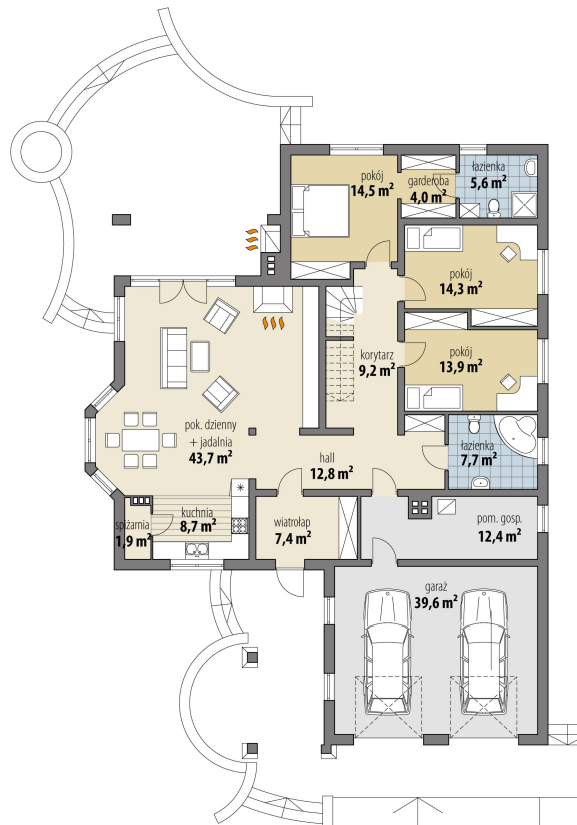 pokój
14,5 m²
garderoba
4,0 m²
łazienka
5,6 m²
pokój
14,3 m²
korytarz
9,2 m²
pokój
13,9 m²
pok. dzienny
+ jadalnia
43,7 m²
hall
12,8 m²
łazienka
7,7 m²
spiżarnia
1,9 m²
kuchnia
8,7 m²
wiatrołap
7,4 m²
pom. gosp.
12,4 m²
garaż
39,6 m²